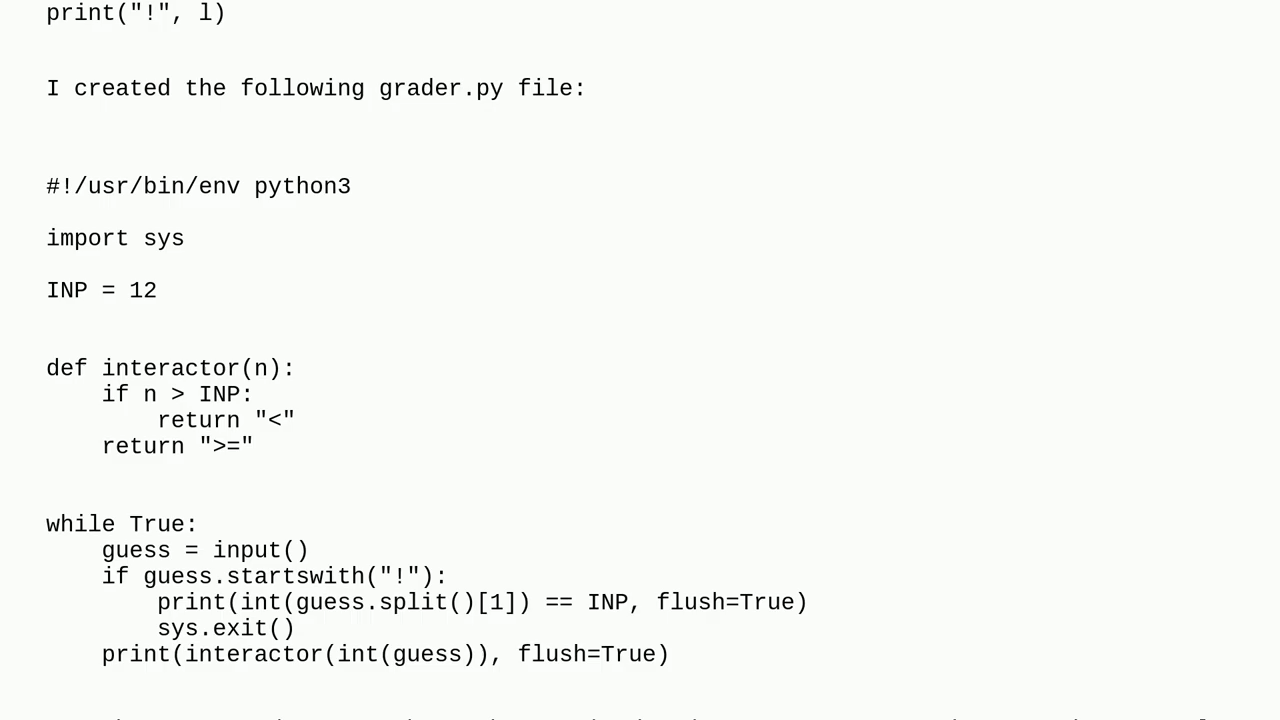 print("!", l)
I created the following grader.py file:
#!/usr/bin/env python3
import sys
INP = 12
def interactor(n):
    if n > INP:
        return "<"
    return ">="
while True:
    guess = input()
    if guess.startswith("!"):
        print(int(guess.split()[1]) == INP, flush=True)
        sys.exit()
    print(interactor(int(guess)), flush=True)